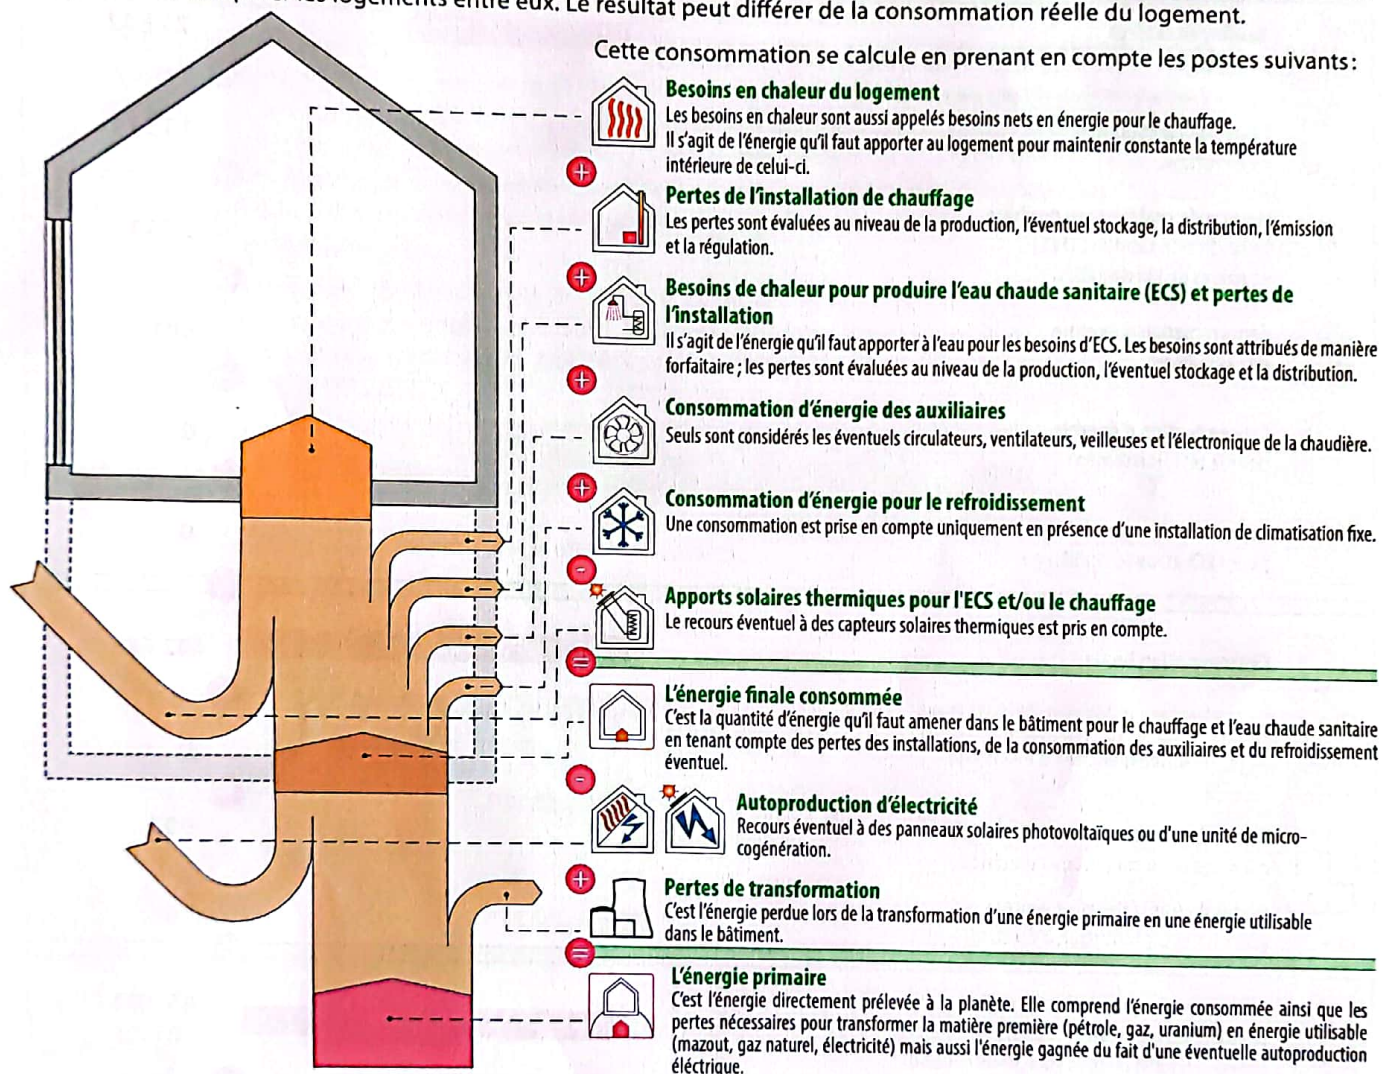 les logements entre eux. Le résultat peut différer de la consommation réelle du logement.
Cette consommation se calcule en prenant en compte les postes suivants :
Besoins en chaleur du logement
Les besoins en chaleur sont aussi appelés besoins nets en énergie pour le chauffage.
Il s'agit de l'énergie qu'il faut apporter au logement pour maintenir constante la température
intérieure de celui-ci.
+
Pertes de l'installation de chauffage
Les pertes sont évaluées au niveau de la production, l'éventuel stockage, la distribution, l'émission
et la régulation.
+
Besoins de chaleur pour produire l'eau chaude sanitaire (ECS) et pertes de
l'installation
Il s'agit de l'énergie qu'il faut apporter à l'eau pour les besoins d'ECS. Les besoins sont attribués de manière
forfaitaire ; les pertes sont évaluées au niveau de la production, l'éventuel stockage et la distribution.
+
Consommation d'énergie des auxiliaires
Seuls sont considérés les éventuels circulateurs, ventilateurs, veilleuses et l'électronique de la chaudière.
+
Consommation d'énergie pour le refroidissement
Une consommation est prise en compte uniquement en présence d'une installation de climatisation fixe.
-
Apports solaires thermiques pour l'ECS et/ou le chauffage
Le recours éventuel à des capteurs solaires thermiques est pris en compte.
=
L'énergie finale consommée
C'est la quantité d'énergie qu'il faut amener dans le bâtiment pour le chauffage et l'eau chaude sanitaire
en tenant compte des pertes des installations, de la consommation des auxiliaires et du refroidissement
éventuel.
-
Autoproduction d'électricité
Recours éventuel à des panneaux solaires photovoltaïques ou d'une unité de micro-
cogénération.
+
Pertes de transformation
C'est l'énergie perdue lors de la transformation d'une énergie primaire en une énergie utilisable
dans le bâtiment.
=
L'énergie primaire
C'est l'énergie directement prélevée à la planète. Elle comprend l'énergie consommée ainsi que les
pertes nécessaires pour transformer la matière première (pétrole, gaz, uranium) en énergie utilisable
(mazout, gaz naturel, électricité) mais aussi l'énergie gagnée du fait d'une éventuelle autoproduction
éléctrique.